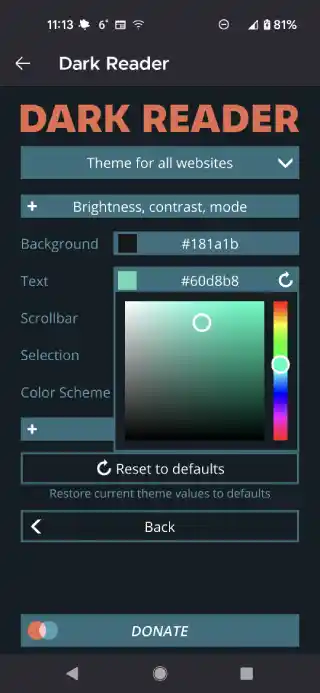 11:13 6° 81%
Dark Reader
DARK READER
Theme for all websites
+ Brightness, contrast, mode
Background #181a1b
Text #60d8b8
Scrollbar
Selection
Color Scheme
+
Reset to defaults
Restore current theme values to defaults
Back
DONATE